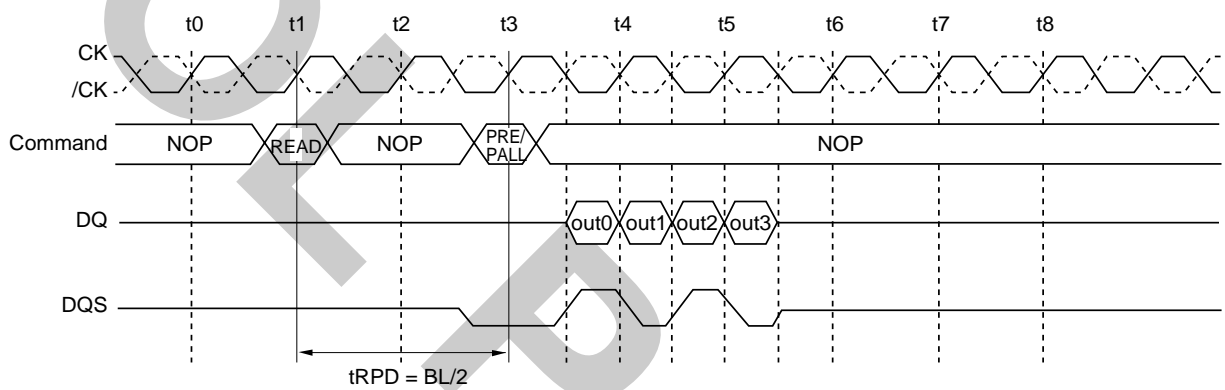 t0 t1 t2 t3 t4 t5 t6 t7 t8
CK
/CK
Command NOP READ NOP PRE/ PALL NOP
DQ out0 out1 out2 out3
DQS
tRPD = BL/2